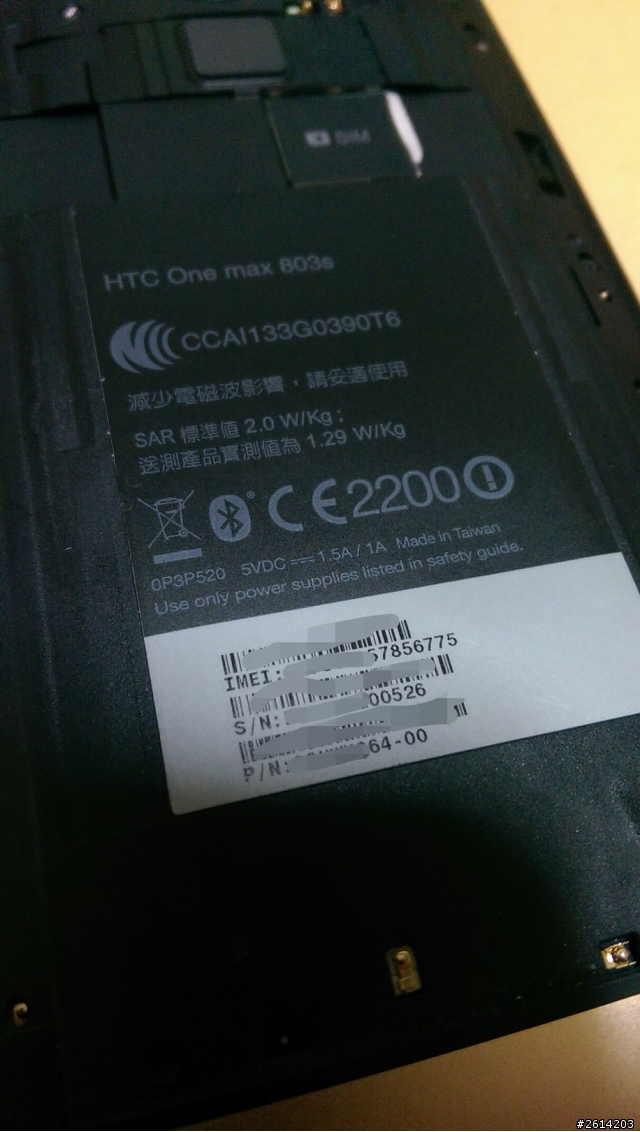 SIM
HTC One max 803s
CCAI133G0390T6
減少電磁波影響，請妥適使用
SAR 標準值 2.0 W/Kg；
送測產品實測值為 1.29 W/Kg
CE2200
0P3P520 5VDC 1.5A / 1A Made in Taiwan
Use only power supplies listed in safety guide.
IMEI: 57856775
S/N: 00526
P/N: 64-00
#2614203